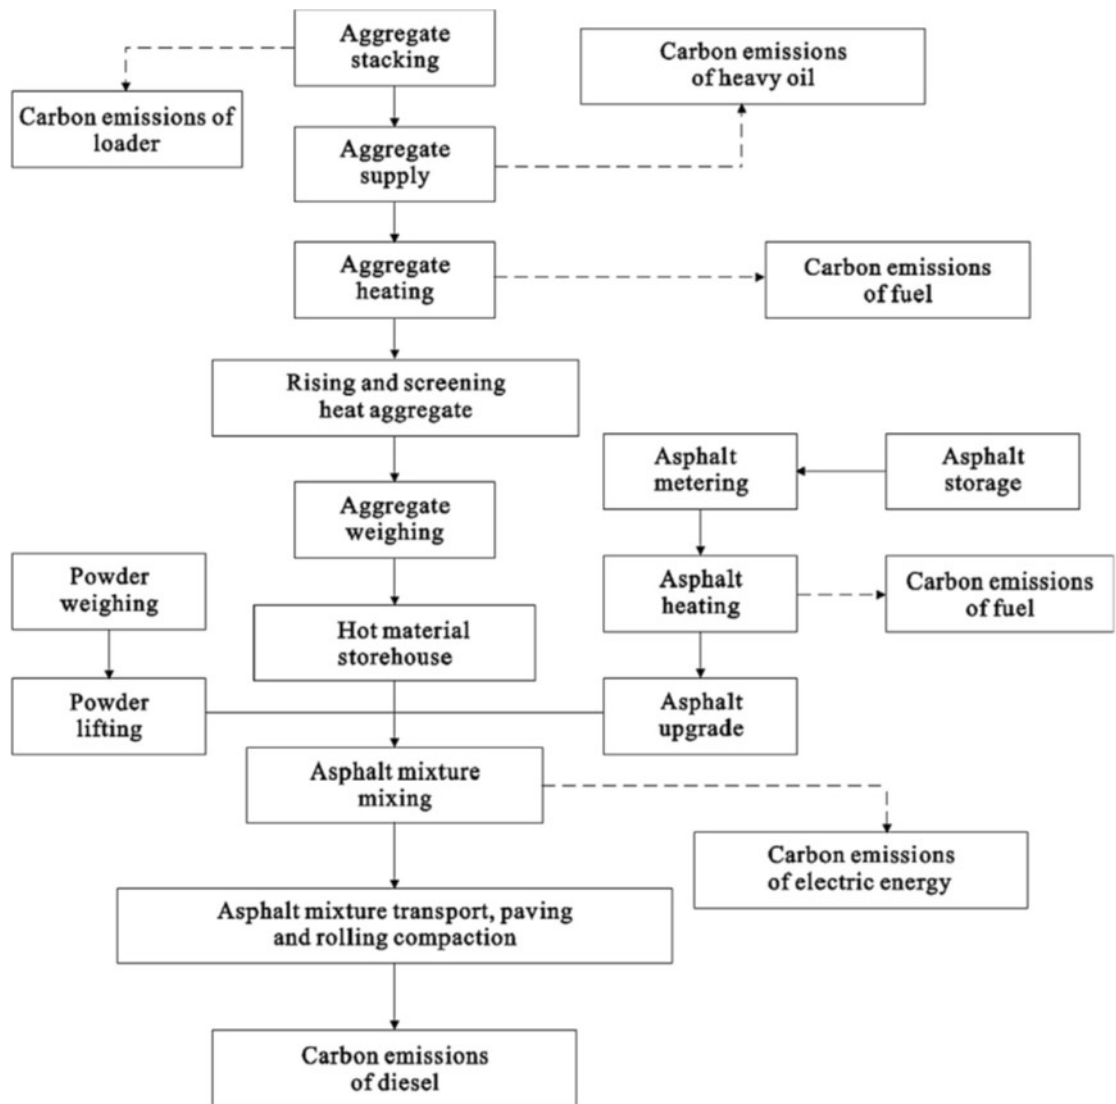 Aggregate
stacking
Carbon emissions
of heavy oil
Carbon emissions of
loader
Aggregate
supply
Aggregate
heating
Carbon emissions
of fuel
Rising and screening
heat aggregate
Asphalt
metering
Asphalt
storage
Aggregate
weighing
Powder
weighing
Asphalt
heating
Carbon emissions
of fuel
Hot material
storehouse
Powder
lifting
Asphalt
upgrade
Asphalt mixture
mixing
Carbon emissions
of electric energy
Asphalt mixture transport, paving
and rolling compaction
Carbon emissions
of diesel